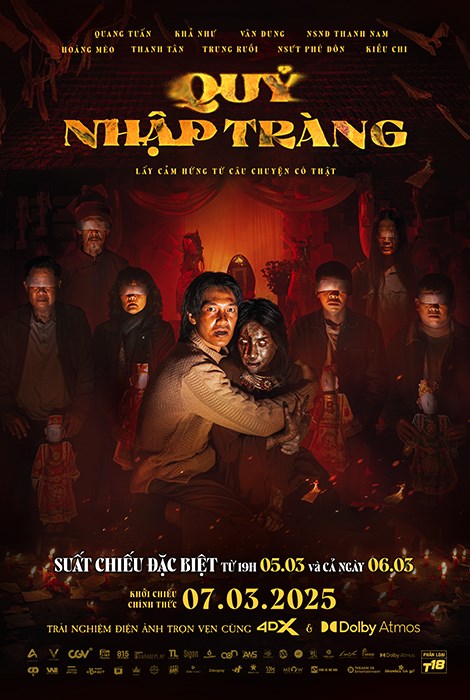 QUANG TUẤN KHẢ NHƯ VÂN DUNG NSND THANH NAM
HOÀNG MÈO THANH TÂN TRUNG RUỒI NSƯT PHÚ ĐÔN KIỀU CHI
QUỶ
NHẬP TRÀNG
LẤY CẢM HỨNG TỪ CÂU CHUYỆN CÓ THẬT
SUẤT CHIẾU ĐẶC BIỆT TỪ 19H 05.03 VÀ CẢ NGÀY 06.03
KHỞI CHIẾU
CHÍNH THỨC 07.03.2025
TRẢI NGHIỆM ĐIỆN ẢNH TRỌN VẸN CÙNG 4DX & Dolby Atmos
CGV
Dolby Atmos
PHÂN LOẠI
T18